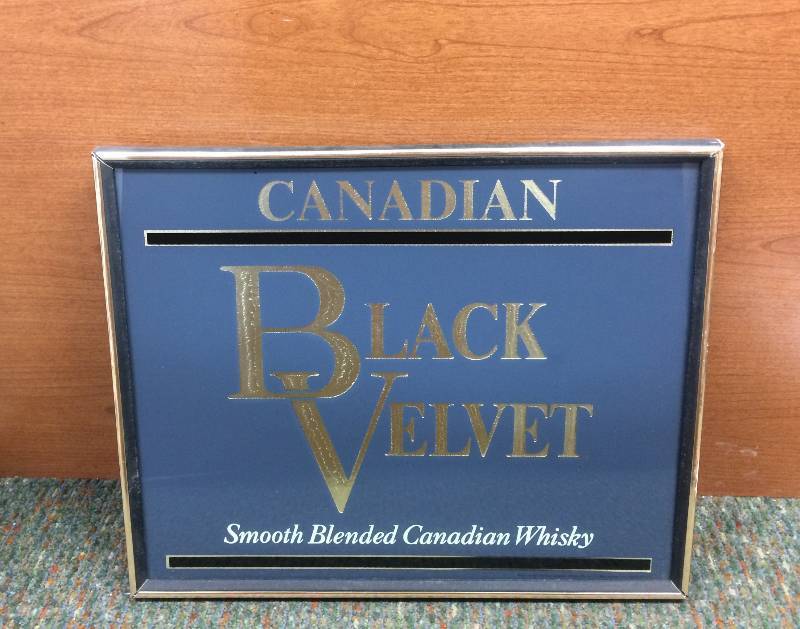 CANADIAN
BLACK
VELVET
Smooth Blended Canadian Whisky